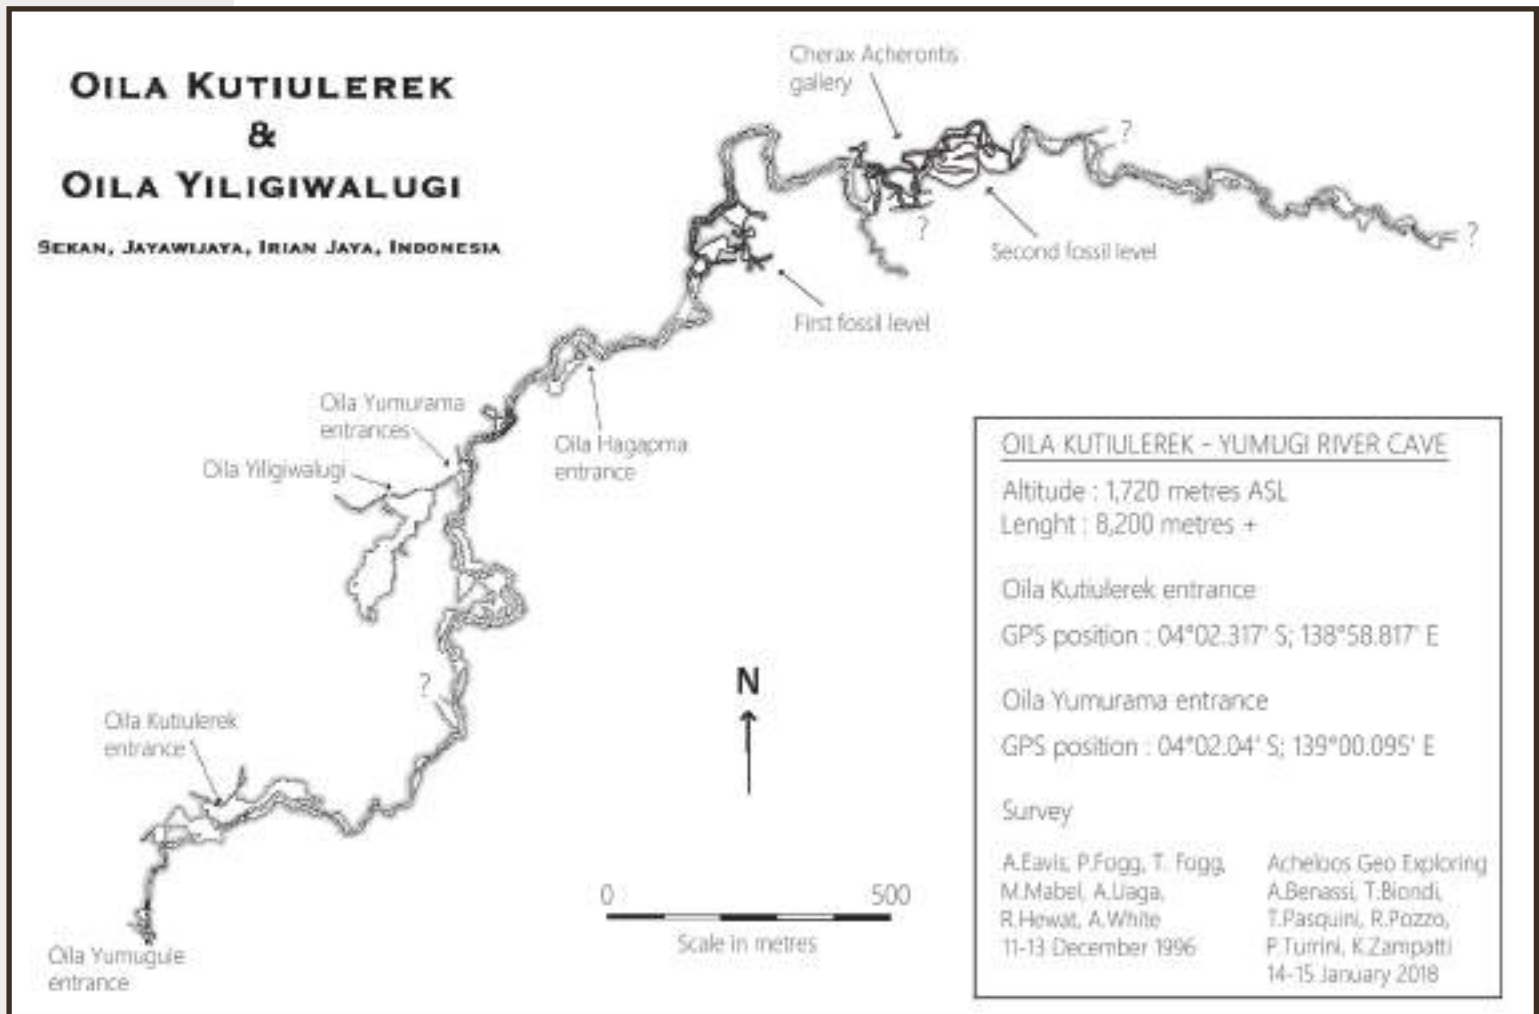 OILA KUTIULEREK
&
OILA YILIGIWALUGI
SEKAN, JAYAWIJAYA, IRIAN JAYA, INDONESIA
Cherax Acherontis
gallery
?
?
?
Second fossil level
First fossil level
Oila Yumurama
entrances
Oila Hagapma
entrance
Oila Yiligiwalugi
?
Oila Kutiulerek
entrance
Oila Yumugule
entrance
N
0 500
Scale in metres
OILA KUTIULEREK - YUMUGI RIVER CAVE
Altitude : 1,720 metres ASL
Lenght : 8,200 metres +
Oila Kutiulerek entrance
GPS position : 04°02.317' S; 138°58.817' E
Oila Yumurama entrance
GPS position : 04°02.04' S; 139°00.095' E
Survey
A.Eavis, P.Fogg, T. Fogg,
M.Mabel, A.Uaga,
R.Hewat, A.White
11-13 December 1996
Acheloos Geo Exploring
A.Benassi, T.Biondi,
T.Pasquini, R.Pozzo,
P.Turrini, K.Zampatti
14-15 January 2018